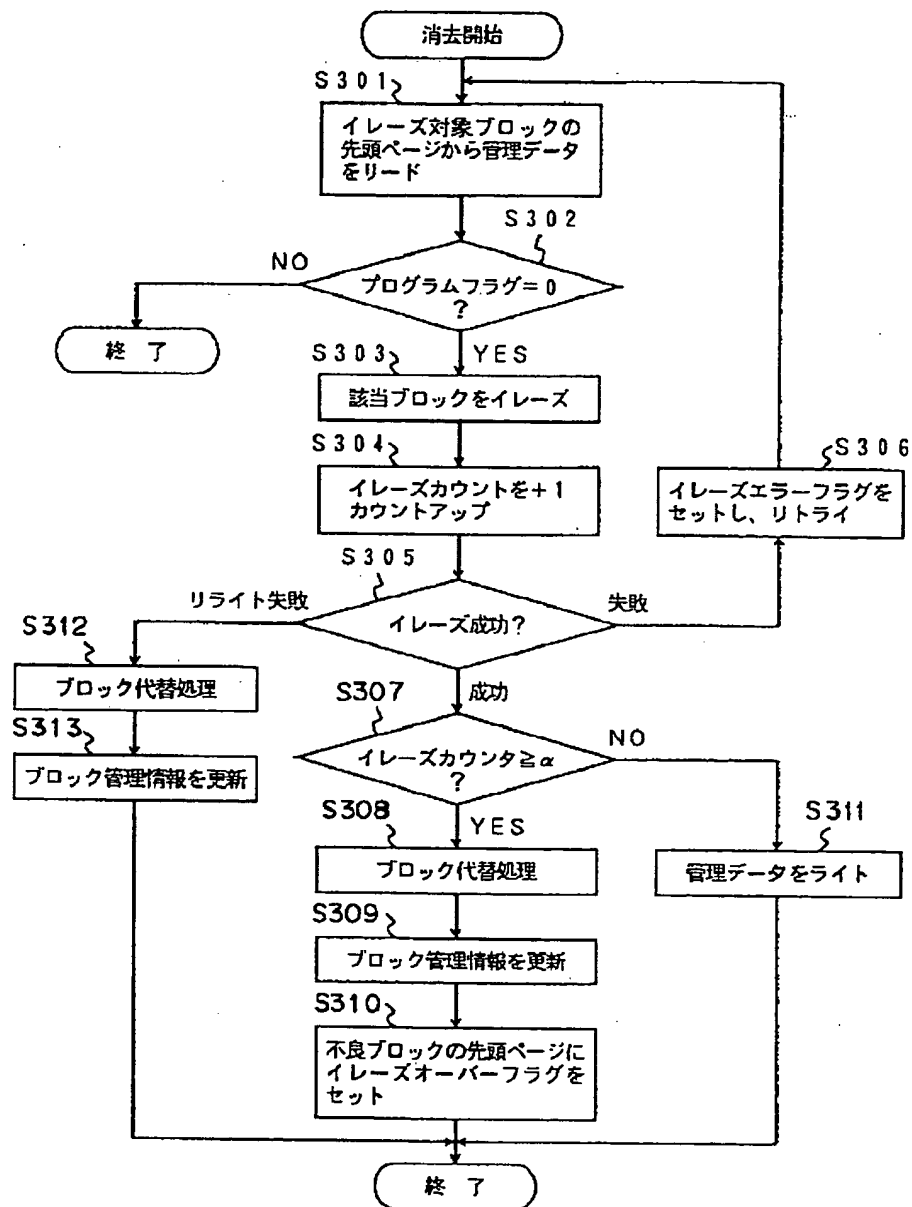 消去開始
S301
イレーズ対象ブロックの
先頭ページから管理データ
をリード
S302
NO
プログラムフラグ=0
?
終 了
S303
YES
該当ブロックをイレーズ
S304
イレーズカウントを+1
カウントアップ
S306
イレーズエラーフラグを
セットし、リトライ
S305
リライト失敗
イレーズ成功?
失敗
S312
ブロック代替処理
S313
ブロック管理情報を更新
成功
S307
イレーズカウンタ≧α
?
NO
S308
YES
ブロック代替処理
S311
管理データをライト
S309
ブロック管理情報を更新
S310
不良ブロックの先頭ページに
イレーズオーバーフラグを
セット
終 了